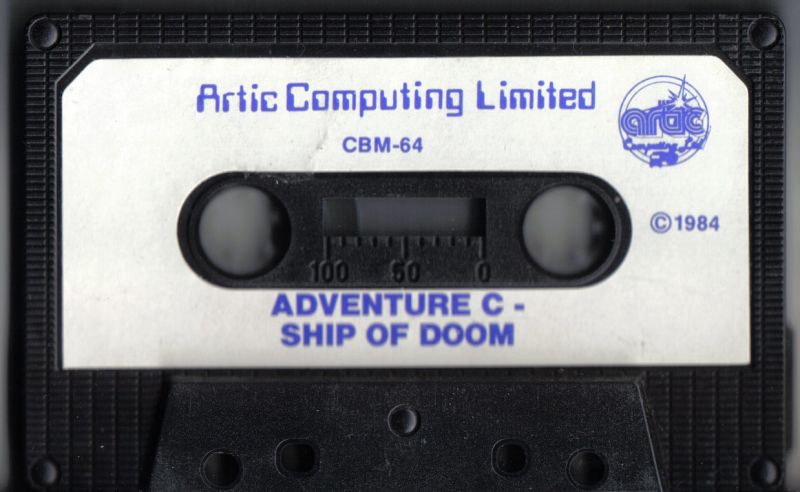 Artic Computing Limited
artic
Computing Ltd.
CBM-64
©1984
100 50 0
ADVENTURE C -
SHIP OF DOOM